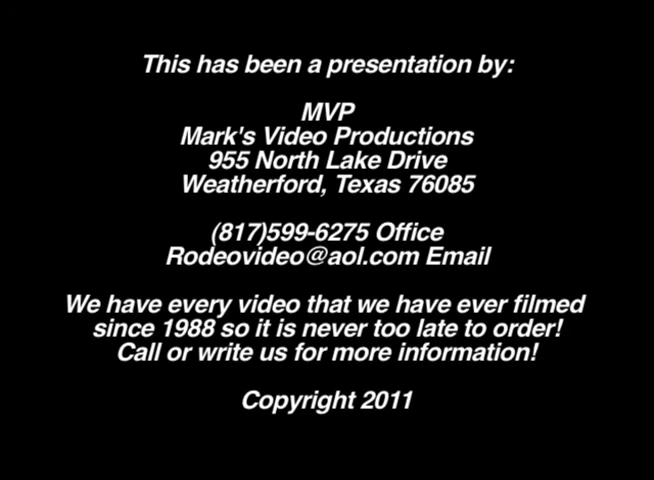 This has been a presentation by:
MVP
Mark's Video Productions
955 North Lake Drive
Weatherford, Texas 76085
(817)599-6275 Office
Rodeovideo@aol.com Email
We have every video that we have ever filmed
since 1988 so it is never too late to order!
Call or write us for more information!
Copyright 2011